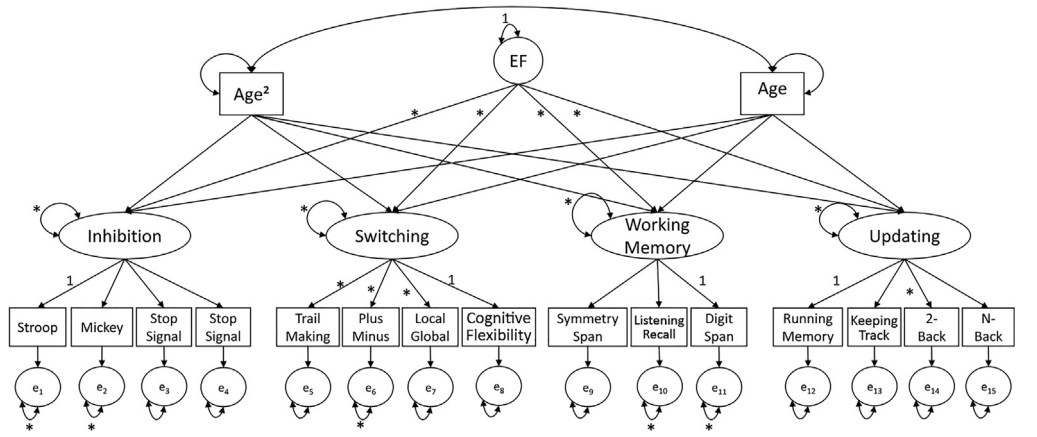 1
EF
Age²
Age
* * * *
* * * *
Inhibition
Switching
Working
Memory
Updating
1
* * * 1
1
1 *
Stroop
Mickey
Stop
Signal
Stop
Signal
Trail
Making
Plus
Minus
Local
Global
Cognitive
Flexibility
Symmetry
Span
Listening
Recall
Digit
Span
Running
Memory
Keeping
Track
2-
Back
N-
Back
e₁ e₂ e₃ e₄ e₅ e₆ e₇ e₈ e₉ e₁₀ e₁₁ e₁₂ e₁₃ e₁₄ e₁₅
* * * * *